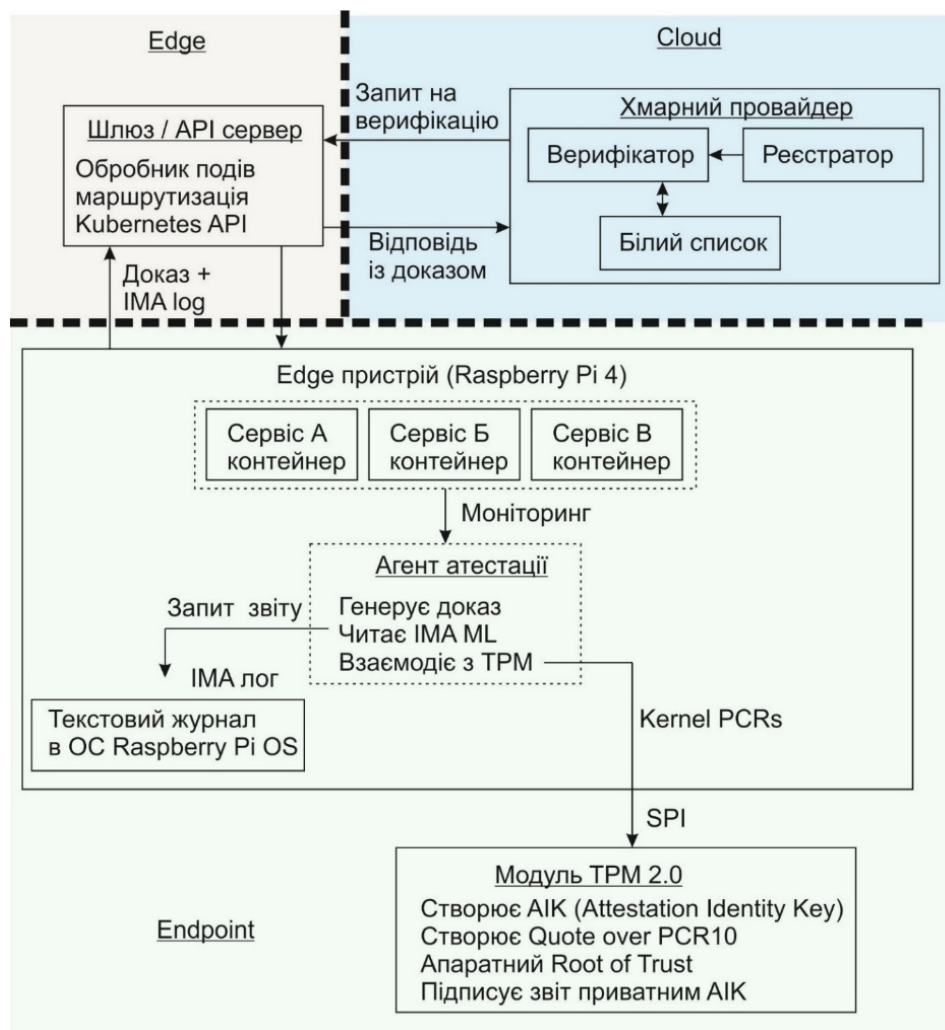 Edge
Cloud
Запит на
верифікацію
Шлюз / API сервер
Обробник подів
маршрутизація
Kubernetes API
Хмарний провайдер
Верифікатор
Реєстратор
Білий список
Відповідь
із доказом
Доказ +
IMA log
Edge пристрій (Raspberry Pi 4)
Сервіс А
контейнер
Сервіс Б
контейнер
Сервіс В
контейнер
Моніторинг
Агент атестації
Генерує доказ
Читає IMA ML
Взаємодіє з TPM
Запит звіту
IMA лог
Текстовий журнал
в ОС Raspberry Pi OS
Kernel PCRs
SPI
Модуль TPM 2.0
Створює AIK (Attestation Identity Key)
Створює Quote over PCR10
Апаратний Root of Trust
Підписує звіт приватним AIK
Endpoint